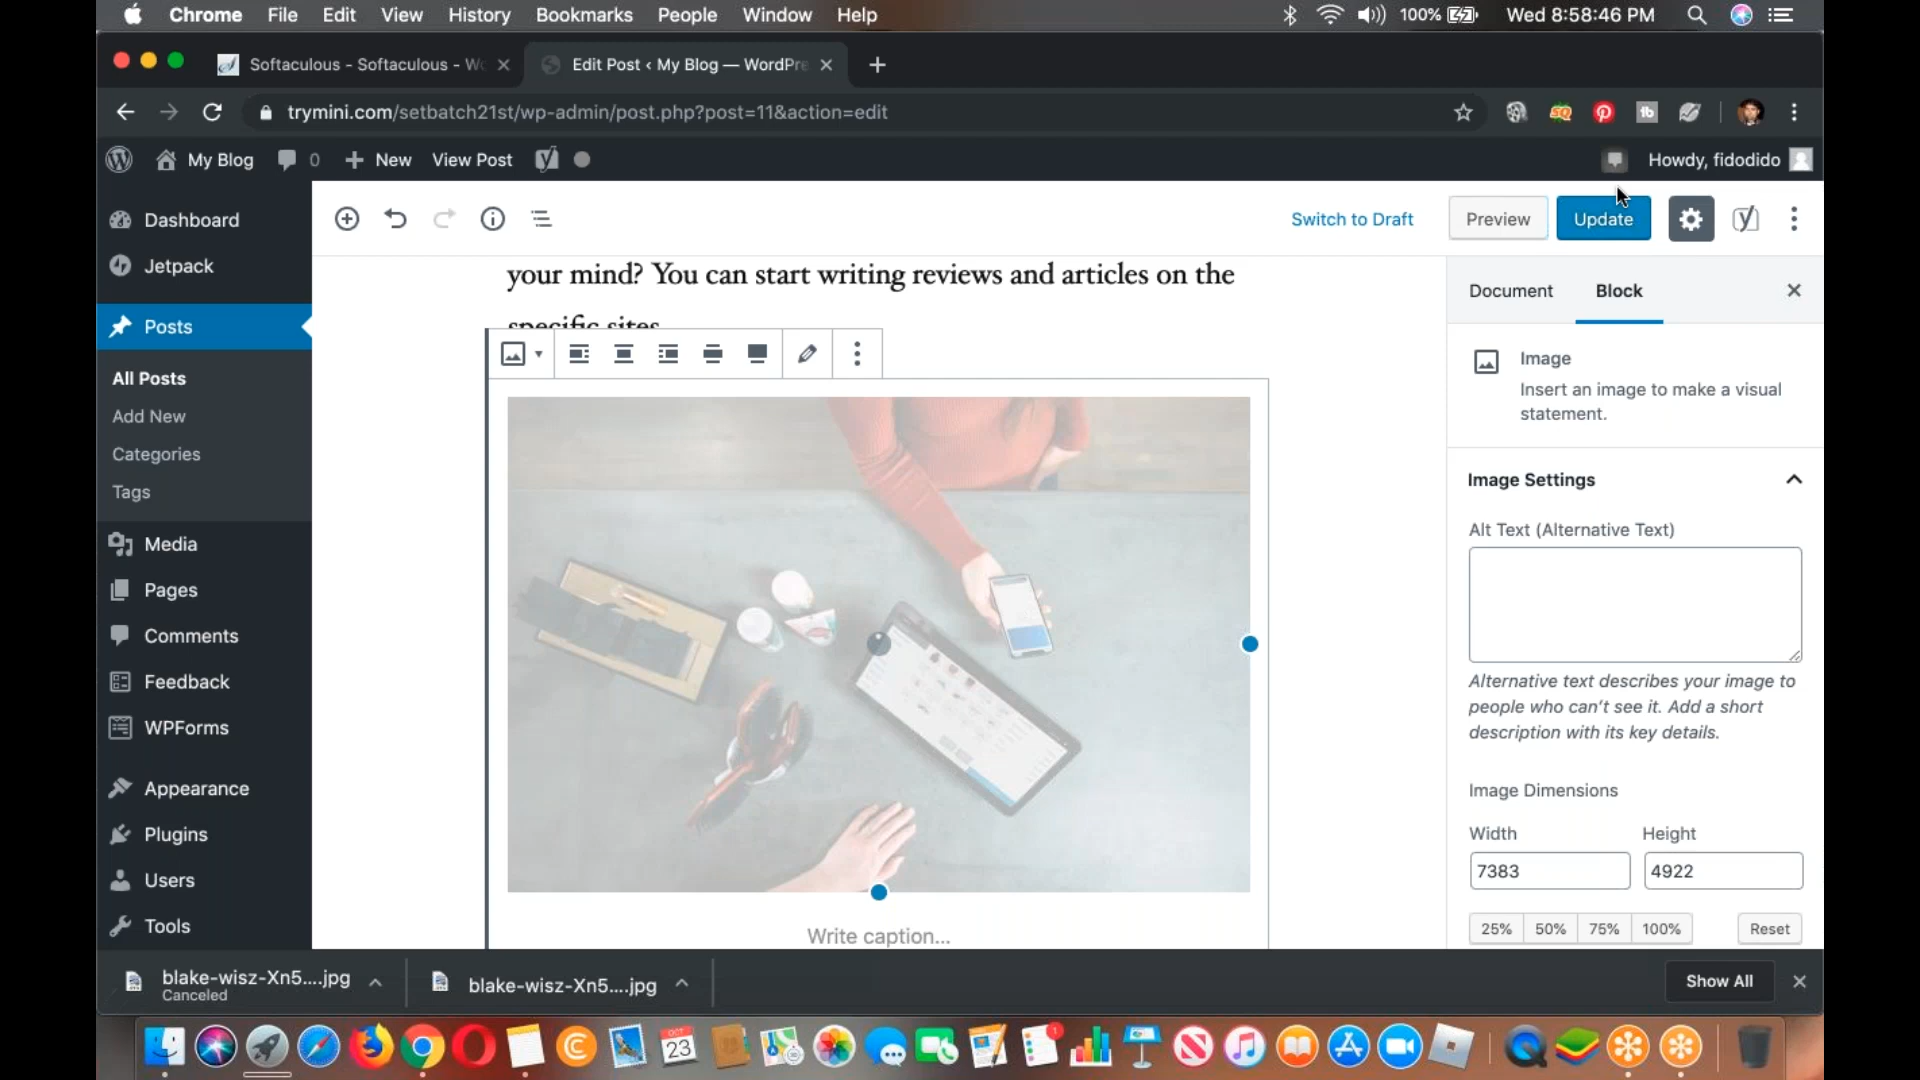 Chrome File Edit View History Bookmarks People Window Help
100% Wed 8:58:46 PM
Softaculous - Softaculous - Wo
Edit Post ‹ My Blog — WordPre
trymini.com/setbatch21st/wp-admin/post.php?post=11&action=edit
My Blog 0 New View Post
Howdy, fidodido
Dashboard
Jetpack
Posts
All Posts
Add New
Categories
Tags
Media
Pages
Comments
Feedback
WPForms
Appearance
Plugins
Users
Tools
Switch to Draft Preview Update
your mind? You can start writing reviews and articles on the
specific sites.
Write caption...
Document Block
Image
Insert an image to make a visual
statement.
Image Settings
Alt Text (Alternative Text)
Alternative text describes your image to
people who can't see it. Add a short
description with its key details.
Image Dimensions
Width Height
7383 4922
25% 50% 75% 100% Reset
blake-wisz-Xn5....jpg
Canceled
blake-wisz-Xn5....jpg
Show All
OCT
23
1